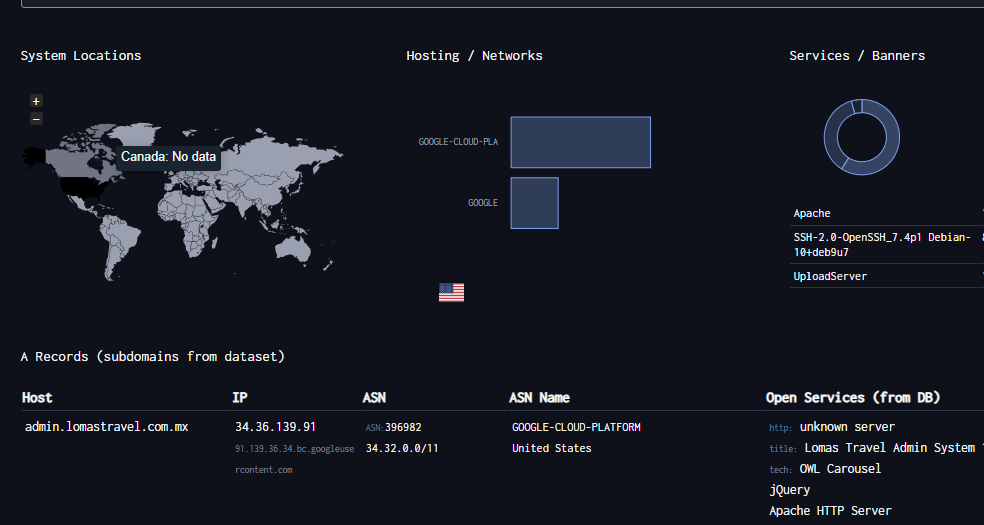 System Locations
Hosting / Networks
Services / Banners
+
−
Canada: No data
GOOGLE-CLOUD-PLA
GOOGLE
Apache
SSH-2.0-OpenSSH_7.4p1 Debian-
10+deb9u7
UploadServer
A Records (subdomains from dataset)
Host IP ASN ASN Name Open Services (from DB)
admin.lomastravel.com.mx 34.36.139.91 ASN:396982 GOOGLE-CLOUD-PLATFORM http: unknown server
91.139.36.34.bc.googleuse 34.32.0.0/11 United States title: Lomas Travel Admin System
rcontent.com tech: OWL Carousel
jQuery
Apache HTTP Server